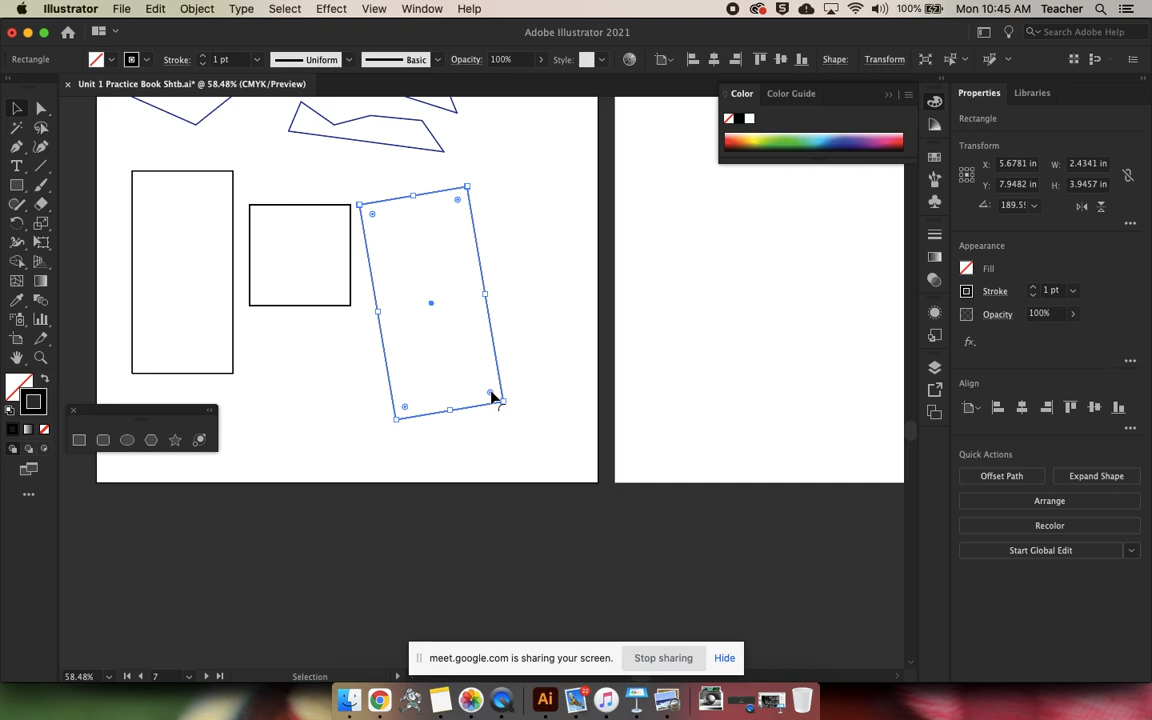 Illustrator File Edit Object Type Select Effect View Window Help 100% Mon 10:45 AM Teacher
Adobe Illustrator 2021 Search Adobe Help
Rectangle Stroke: 1 pt Uniform Basic Opacity: 100% Style: Shape: Transform
× Unit 1 Practice Book Shtb.ai* @ 58.48% (CMYK/Preview)
Color Color Guide
Properties Libraries
Rectangle
Transform
X: 5.6781 in W: 2.4341 in
Y: 7.9482 in H: 3.9457 in
189.5
Appearance
Fill
Stroke 1 pt
Opacity 100%
fx.
Align
Quick Actions
Offset Path Expand Shape
Arrange
Recolor
Start Global Edit
meet.google.com is sharing your screen. Stop sharing Hide
58.48% 7 Selection
Ai 22